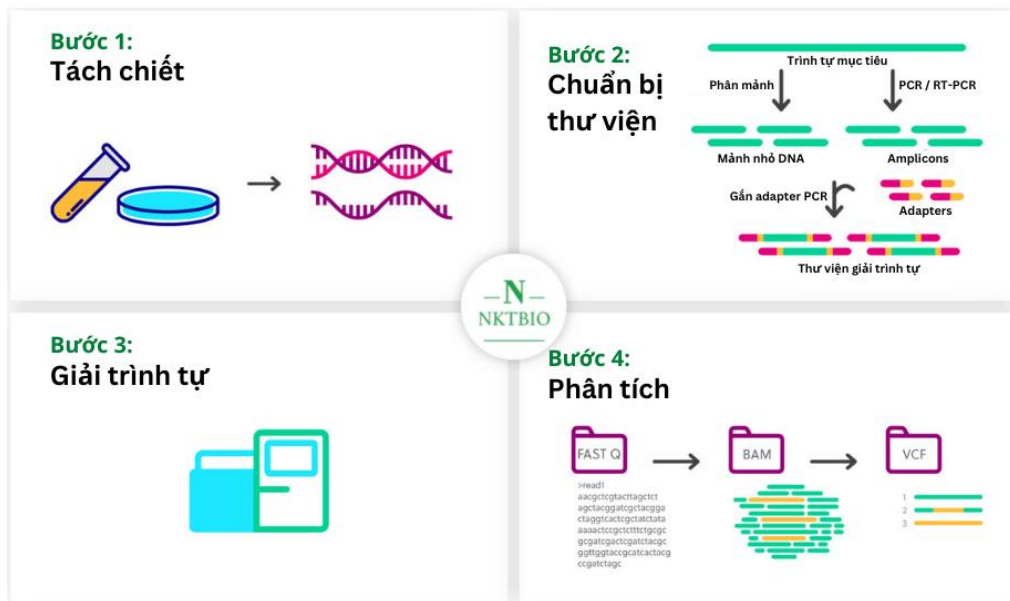 Bước 1:
Tách chiết
Bước 2:
Chuẩn bị
thư viện
Trình tự mục tiêu
Phân mảnh
PCR / RT-PCR
Mảnh nhỏ DNA
Amplicons
Gắn adapter PCR
Adapters
Thư viện giải trình tự
N
NKTBIO
Bước 3:
Giải trình tự
Bước 4:
Phân tích
FAST Q
BAM
VCF
>read1
aacgctcgtacttagctct
agctacggatcgctacgga
ctaggtcactcgctatctata
aaaactccgctctttctgcgc
gcgatcgactcgatctacgc
ggttggtaccgcatcactacg
ccgatctagc
1
2
3